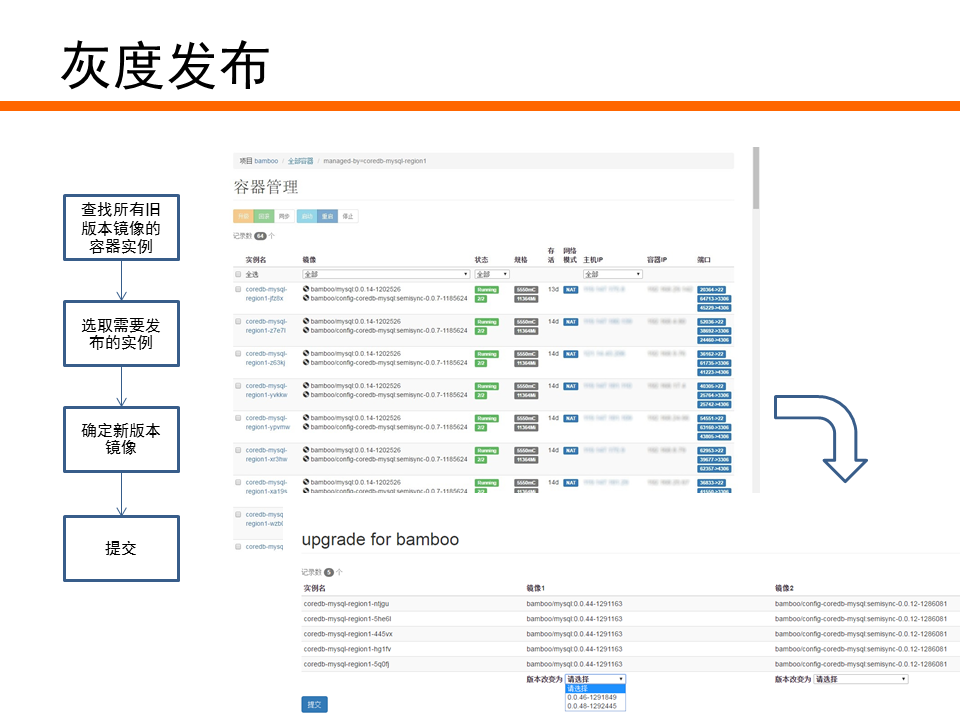 灰度发布
查找所有旧
版本镜像的
容器实例
选取需要发
布的实例
确定新版本
镜像
提交
项目 bamboo / 全部容器 / managed-by=coredb-mysql-region1
容器管理
同步 启动 重启 停止
记录数 64 个
实例名 镜像 状态 规格 存活 网络模式 主机IP 容器IP 端口
全选 全部 全部 全部
coredb-mysql- bamboo/mysql:0.0.14-1202526 Running 5550mC 13d NAT 20364->22
region1-jfz8x bamboo/config-coredb-mysql:semisync-0.0.7-1185624 2/2 11364Mi 64713->3306
45229->4306
coredb-mysql- bamboo/mysql:0.0.14-1202526 Running 5550mC 14d NAT 52036->22
region1-z7e7l bamboo/config-coredb-mysql:semisync-0.0.7-1185624 2/2 11364Mi 38692->3306
24466->4306
coredb-mysql- bamboo/mysql:0.0.14-1202526 Running 5550mC 14d NAT 36162->22
region1-z63kj bamboo/config-coredb-mysql:semisync-0.0.7-1185624 2/2 11364Mi 61735->3306
41223->4306
coredb-mysql- bamboo/mysql:0.0.14-1202526 Running 5550mC 14d NAT 40305->22
region1-yvkkw bamboo/config-coredb-mysql:semisync-0.0.7-1185624 2/2 11364Mi 25764->3306
25743->4306
coredb-mysql- bamboo/mysql:0.0.14-1202526 Running 5550mC 14d NAT 54551->22
region1-ypvmw bamboo/config-coredb-mysql:semisync-0.0.7-1185624 2/2 11364Mi 63166->3306
43805->4306
coredb-mysql- bamboo/mysql:0.0.14-1202526 Running 5550mC 14d NAT 62953->22
region1-xr3tw bamboo/config-coredb-mysql:semisync-0.0.7-1185624 2/2 11364Mi 39677->3306
62357->4306
coredb-mysql- bamboo/mysql:0.0.14-1202526 Running 5550mC 14d NAT 36833->22
region1-xa19s bamboo/config-coredb-mysql:semisync-0.0.7-1185624
coredb-mysq
region1-wzb
coredb-mysq
upgrade for bamboo
记录数 5 个
实例名 镜像1 镜像2
coredb-mysql-region1-ntjgu bamboo/mysql:0.0.44-1291163 bamboo/config-coredb-mysql:semisync-0.0.12-1286081
coredb-mysql-region1-5he6l bamboo/mysql:0.0.44-1291163 bamboo/config-coredb-mysql:semisync-0.0.12-1286081
coredb-mysql-region1-445vx bamboo/mysql:0.0.44-1291163 bamboo/config-coredb-mysql:semisync-0.0.12-1286081
coredb-mysql-region1-hg1fv bamboo/mysql:0.0.44-1291163 bamboo/config-coredb-mysql:semisync-0.0.12-1286081
coredb-mysql-region1-5q0fj bamboo/mysql:0.0.44-1291163 bamboo/config-coredb-mysql:semisync-0.0.12-1286081
版本改变为 请选择 版本改变为 请选择
请选择
0.0.46-1291849
0.0.48-1292445
提交